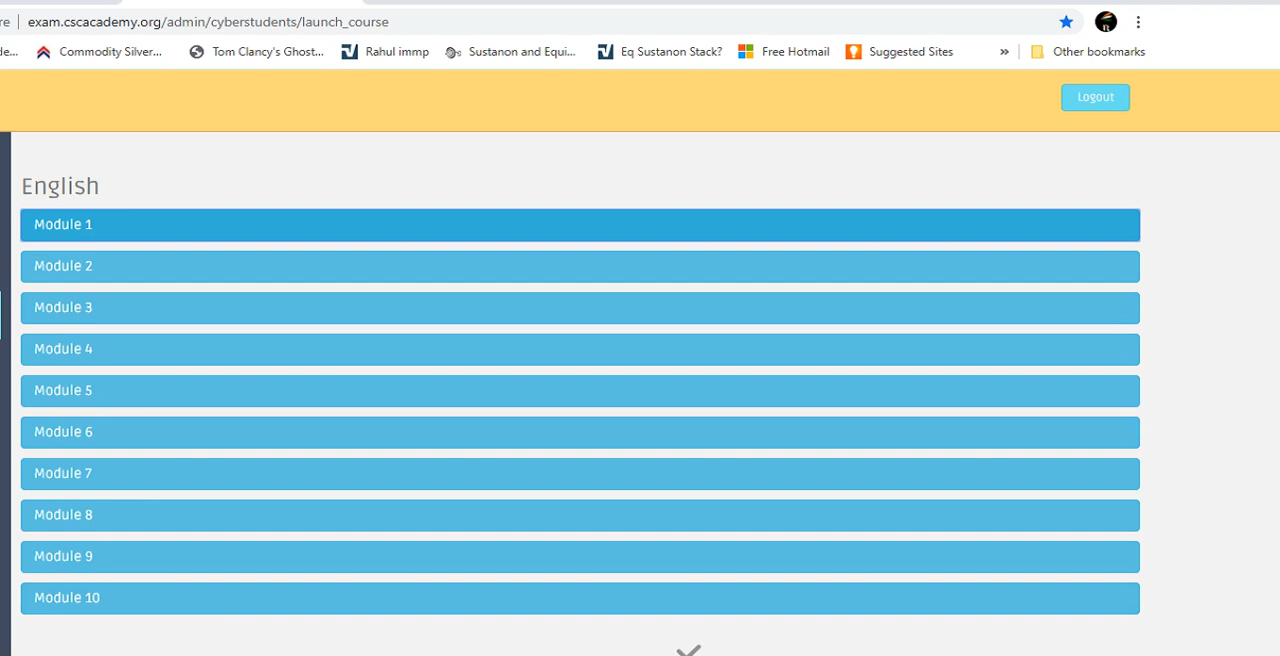 re exam.cscacademy.org/admin/cyberstudents/launch_course
de... Commodity Silver... Tom Clancy's Ghost... Rahul immp Sustanon and Equi... Eq Sustanon Stack? Free Hotmail Suggested Sites » Other bookmarks
Logout
English
Module 1
Module 2
Module 3
Module 4
Module 5
Module 6
Module 7
Module 8
Module 9
Module 10